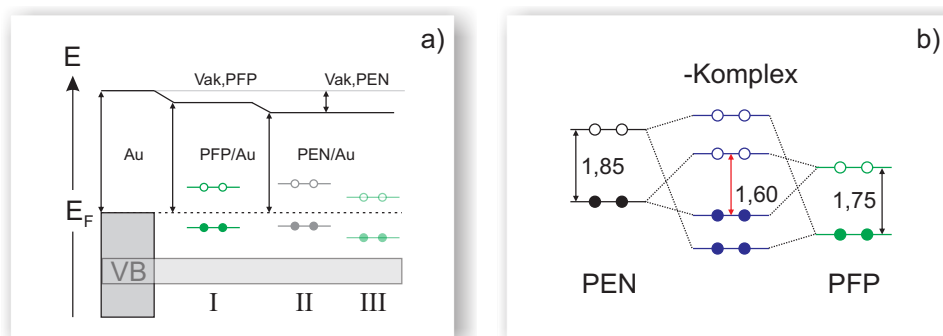 a)
E
Vak,PFP
Vak,PEN
Au
PFP/Au
PEN/Au
E_F
VB
I
II
III
b)
-Komplex
1,85
1,60
1,75
PEN
PFP